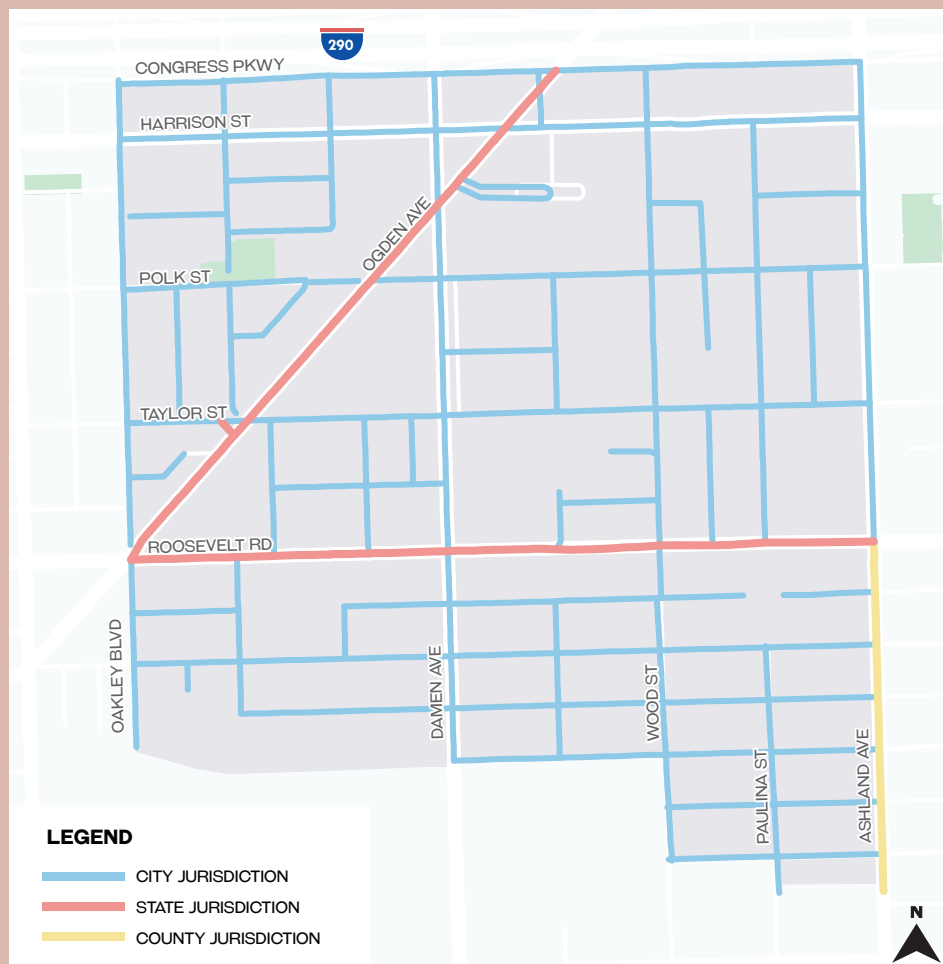 290
CONGRESS PKWY
HARRISON ST
OGDEN AVE
POLK ST
TAYLOR ST
ROOSEVELT RD
OAKLEY BLVD
DAMEN AVE
WOOD ST
PAULINA ST
ASHLAND AVE
LEGEND
CITY JURISDICTION
STATE JURISDICTION
COUNTY JURISDICTION
N